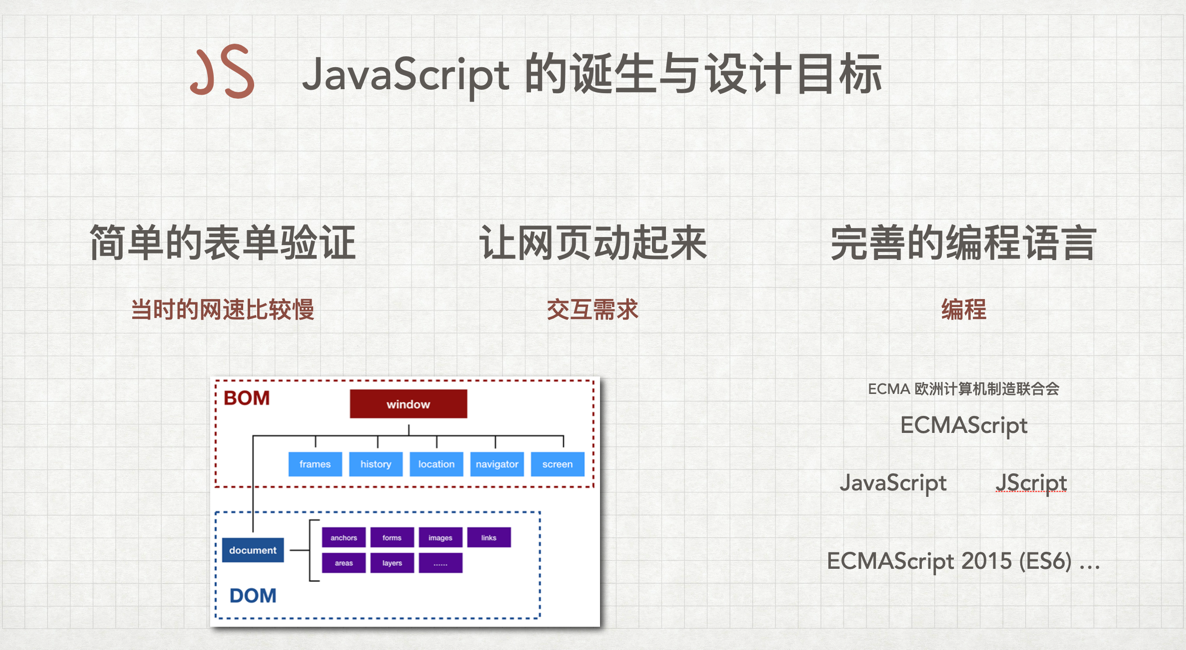 JS JavaScript 的诞生与设计目标
简单的表单验证
当时的网速比较慢
让网页动起来
交互需求
完善的编程语言
编程
BOM
window
frames history location navigator screen
document
anchors forms images links
areas layers ......
DOM
ECMA 欧洲计算机制造联合会
ECMAScript
JavaScript JScript
ECMAScript 2015 (ES6) ...